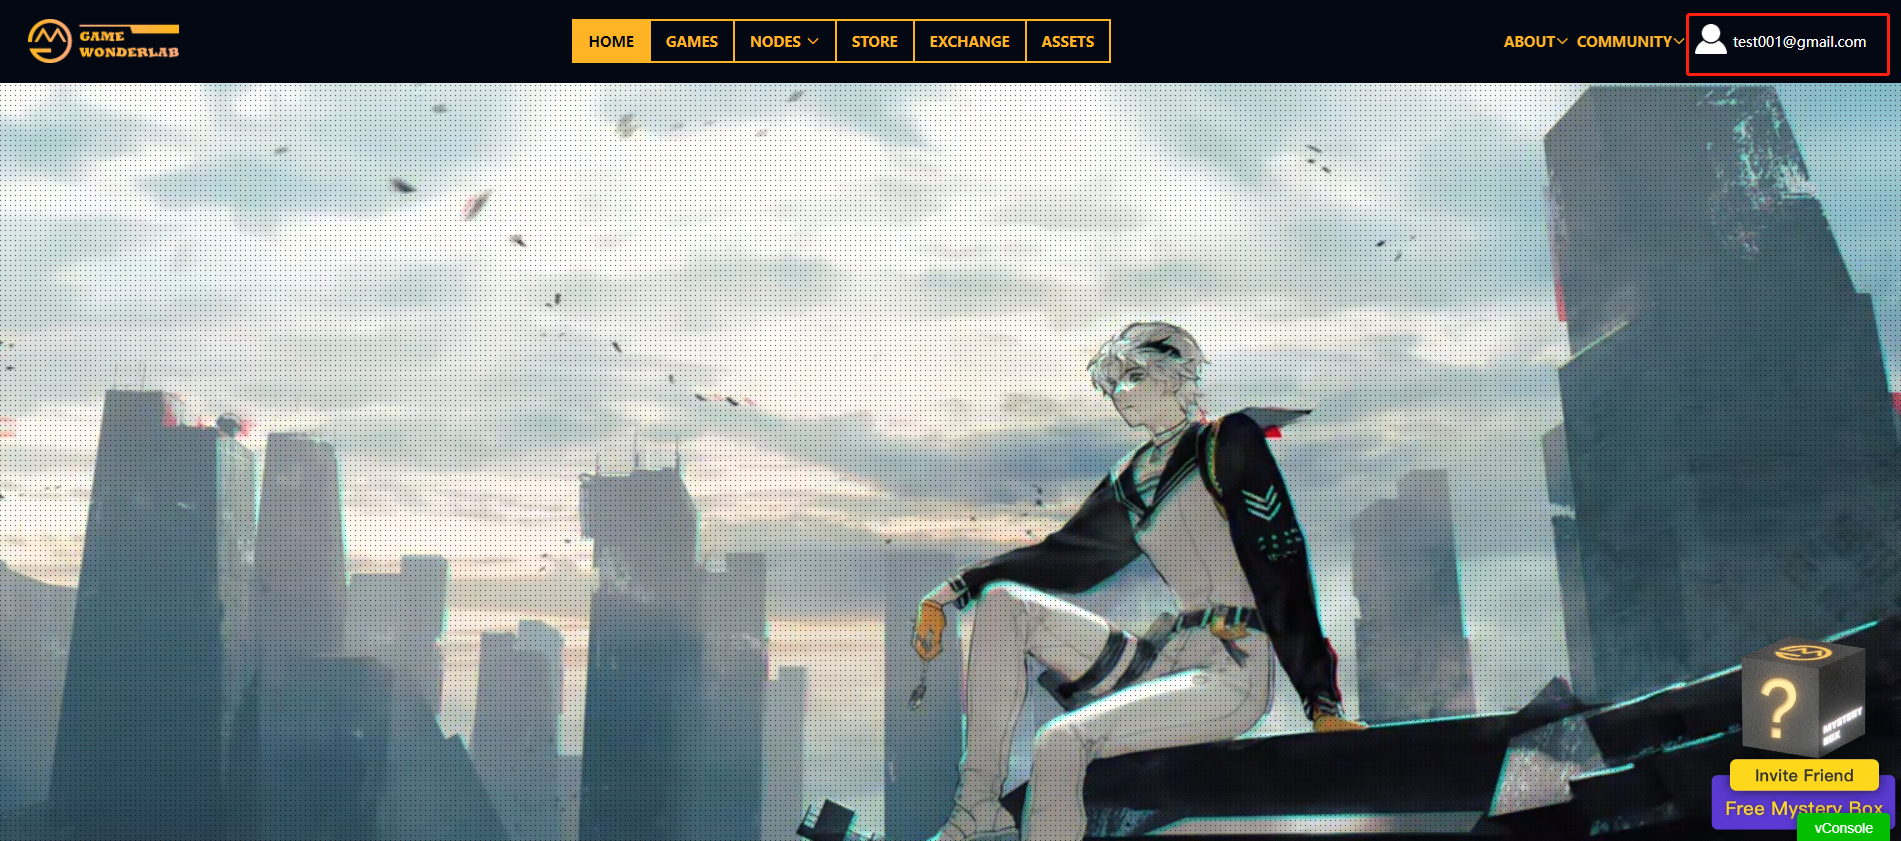 GAME
WONDERLAB
HOME
GAMES
NODES
STORE
EXCHANGE
ASSETS
ABOUT
COMMUNITY
test001@gmail.com
?
MYSTERY
BOX
Invite Friend
Free Mystery Box
vConsole